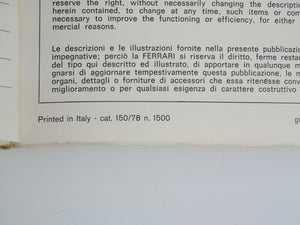 reserve the right, without necessarily changing the descripti
herein contained, to change at any time, such items or com
necessary to improve the functioning or efficiency, for either
mercial reasons.
Le descrizioni e le illustrazioni fornite nella presente pubblicazio
impegnative; perciò la FERRARI si riserva il diritto, ferme restan
del tipo qui descritto ed illustrato, di apportare in qualunque m
gnarsi di aggiornare tempestivamente questa pubblicazione, le m
organi, dettagli o forniture di accessori che essa ritenesse conv
miglioramento o per qualsiasi esigenza di carattere costruttivo
Printed in Italy - cat. 150/78 n. 1500